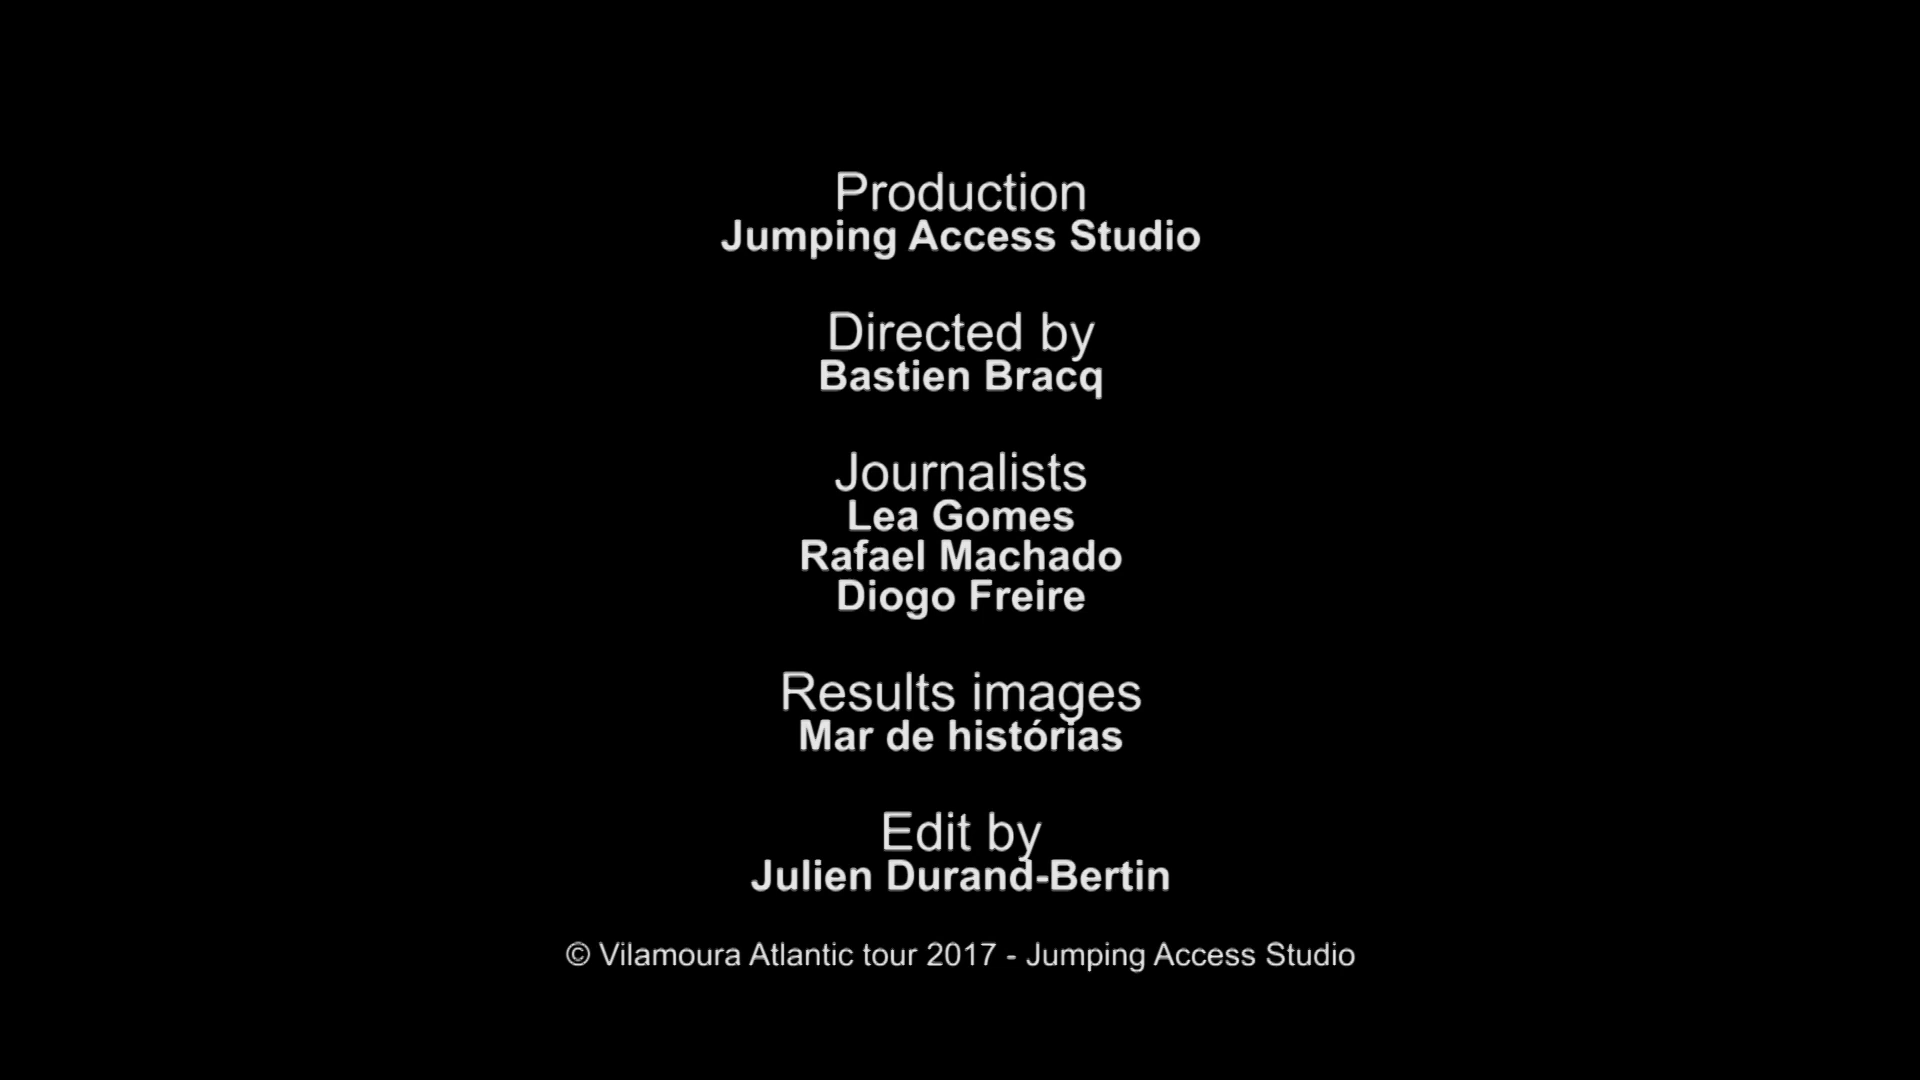 Production
Jumping Access Studio
Directed by
Bastien Bracq
Journalists
Lea Gomes
Rafael Machado
Diogo Freire
Results images
Mar de histórias
Edit by
Julien Durand-Bertin
© Vilamoura Atlantic tour 2017 - Jumping Access Studio